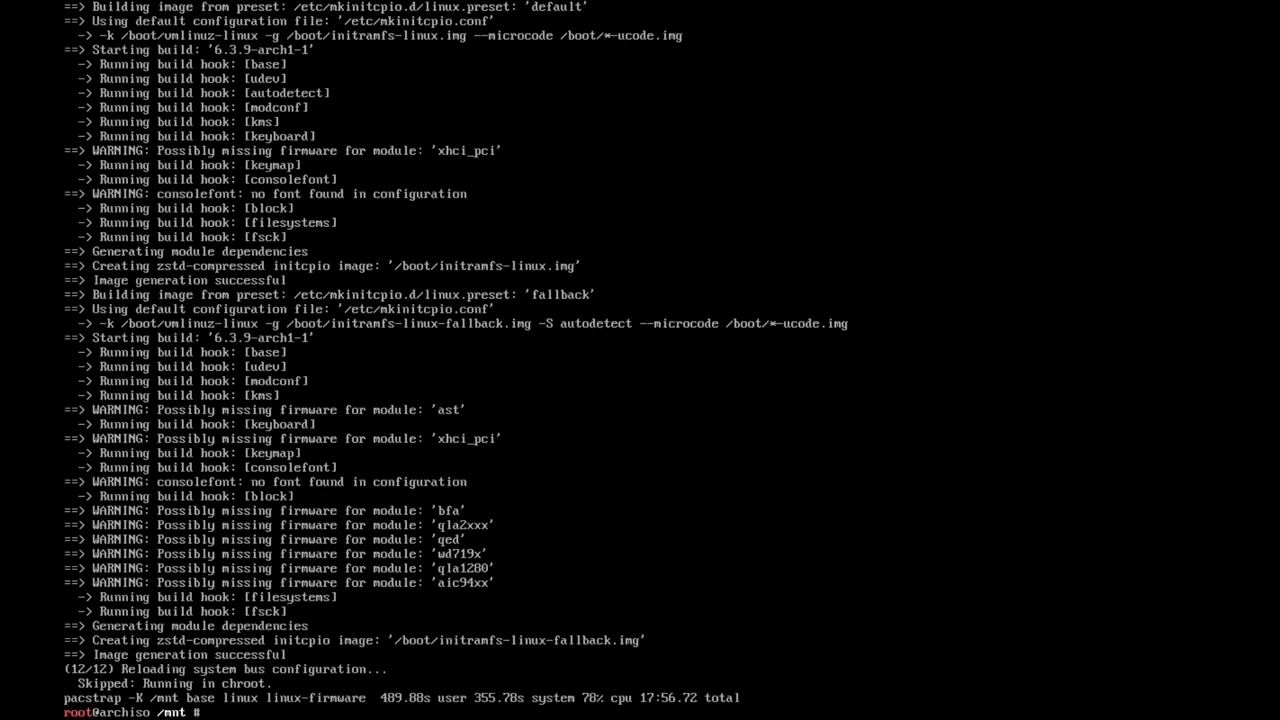 ==> Building image from preset: /etc/mkinitcpio.d/linux.preset: 'default'
==> Using default configuration file: '/etc/mkinitcpio.conf'
  -> -k /boot/vmlinuz-linux -g /boot/initramfs-linux.img --microcode /boot/*-ucode.img
==> Starting build: '6.3.9-arch1-1'
  -> Running build hook: [base]
  -> Running build hook: [udev]
  -> Running build hook: [autodetect]
  -> Running build hook: [modconf]
  -> Running build hook: [kms]
  -> Running build hook: [keyboard]
==> WARNING: Possibly missing firmware for module: 'xhci_pci'
  -> Running build hook: [keymap]
  -> Running build hook: [consolefont]
==> WARNING: consolefont: no font found in configuration
  -> Running build hook: [block]
  -> Running build hook: [filesystems]
  -> Running build hook: [fsck]
==> Generating module dependencies
==> Creating zstd-compressed initcpio image: '/boot/initramfs-linux.img'
==> Image generation successful
==> Building image from preset: /etc/mkinitcpio.d/linux.preset: 'fallback'
==> Using default configuration file: '/etc/mkinitcpio.conf'
  -> -k /boot/vmlinuz-linux -g /boot/initramfs-linux-fallback.img -S autodetect --microcode /boot/*-ucode.img
==> Starting build: '6.3.9-arch1-1'
  -> Running build hook: [base]
  -> Running build hook: [udev]
  -> Running build hook: [modconf]
  -> Running build hook: [kms]
==> WARNING: Possibly missing firmware for module: 'ast'
  -> Running build hook: [keyboard]
==> WARNING: Possibly missing firmware for module: 'xhci_pci'
  -> Running build hook: [keymap]
  -> Running build hook: [consolefont]
==> WARNING: consolefont: no font found in configuration
  -> Running build hook: [block]
==> WARNING: Possibly missing firmware for module: 'bfa'
==> WARNING: Possibly missing firmware for module: 'qla2xxx'
==> WARNING: Possibly missing firmware for module: 'qed'
==> WARNING: Possibly missing firmware for module: 'wd719x'
==> WARNING: Possibly missing firmware for module: 'qla1280'
==> WARNING: Possibly missing firmware for module: 'aic94xx'
  -> Running build hook: [filesystems]
  -> Running build hook: [fsck]
==> Generating module dependencies
==> Creating zstd-compressed initcpio image: '/boot/initramfs-linux-fallback.img'
==> Image generation successful
(12/12) Reloading system bus configuration...
  Skipped: Running in chroot.
pacstrap -K /mnt base linux linux-firmware  489.88s user 355.78s system 78% cpu 17:56.72 total
root@archiso /mnt #